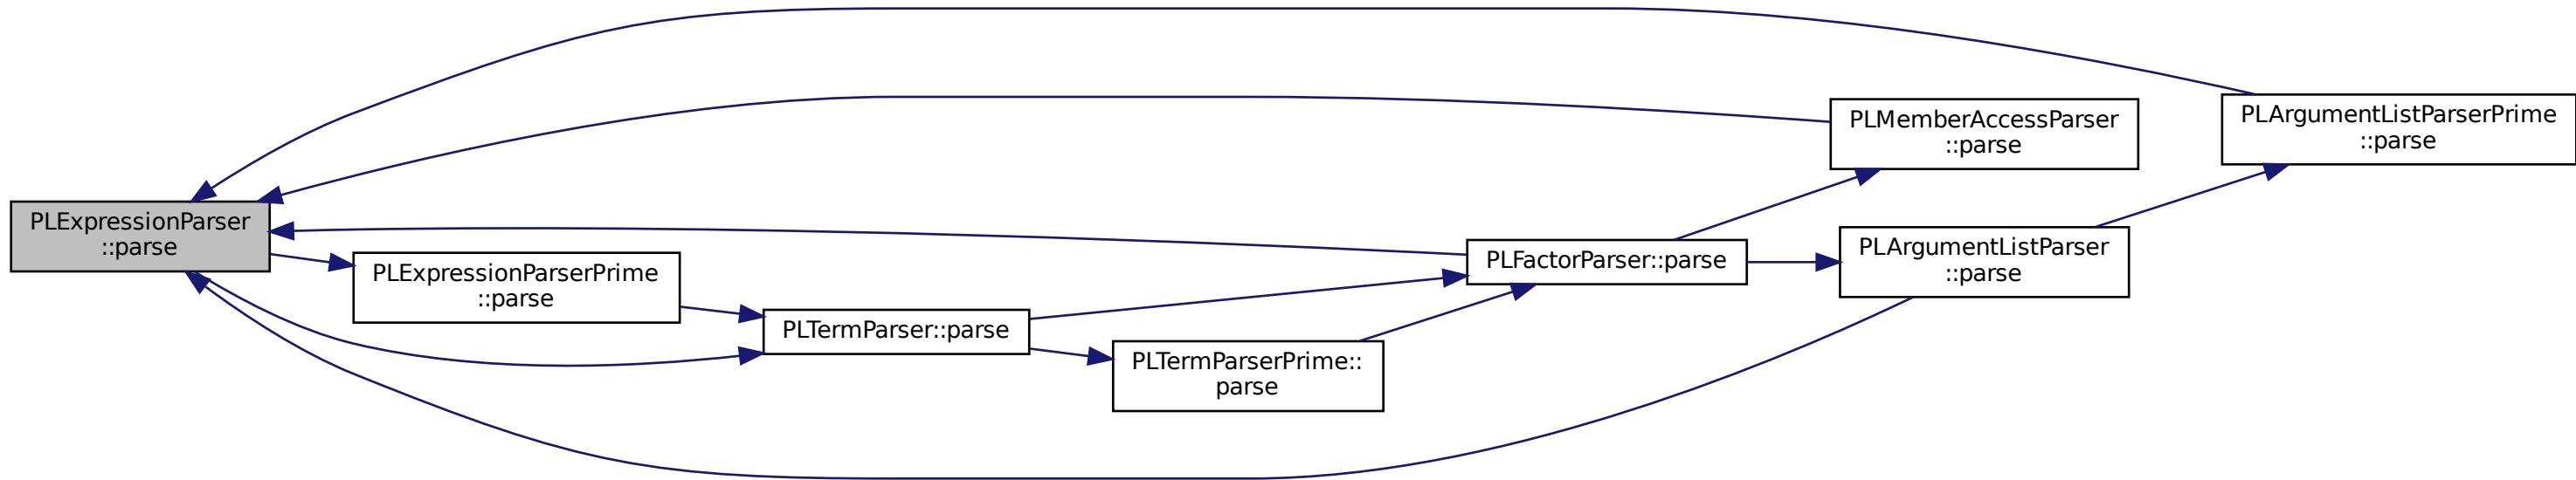 PLExpressionParser
::parse
PLExpressionParserPrime
::parse
PLTermParser::parse
PLTermParserPrime::
parse
PLFactorParser::parse
PLMemberAccessParser
::parse
PLArgumentListParser
::parse
PLArgumentListParserPrime
::parse